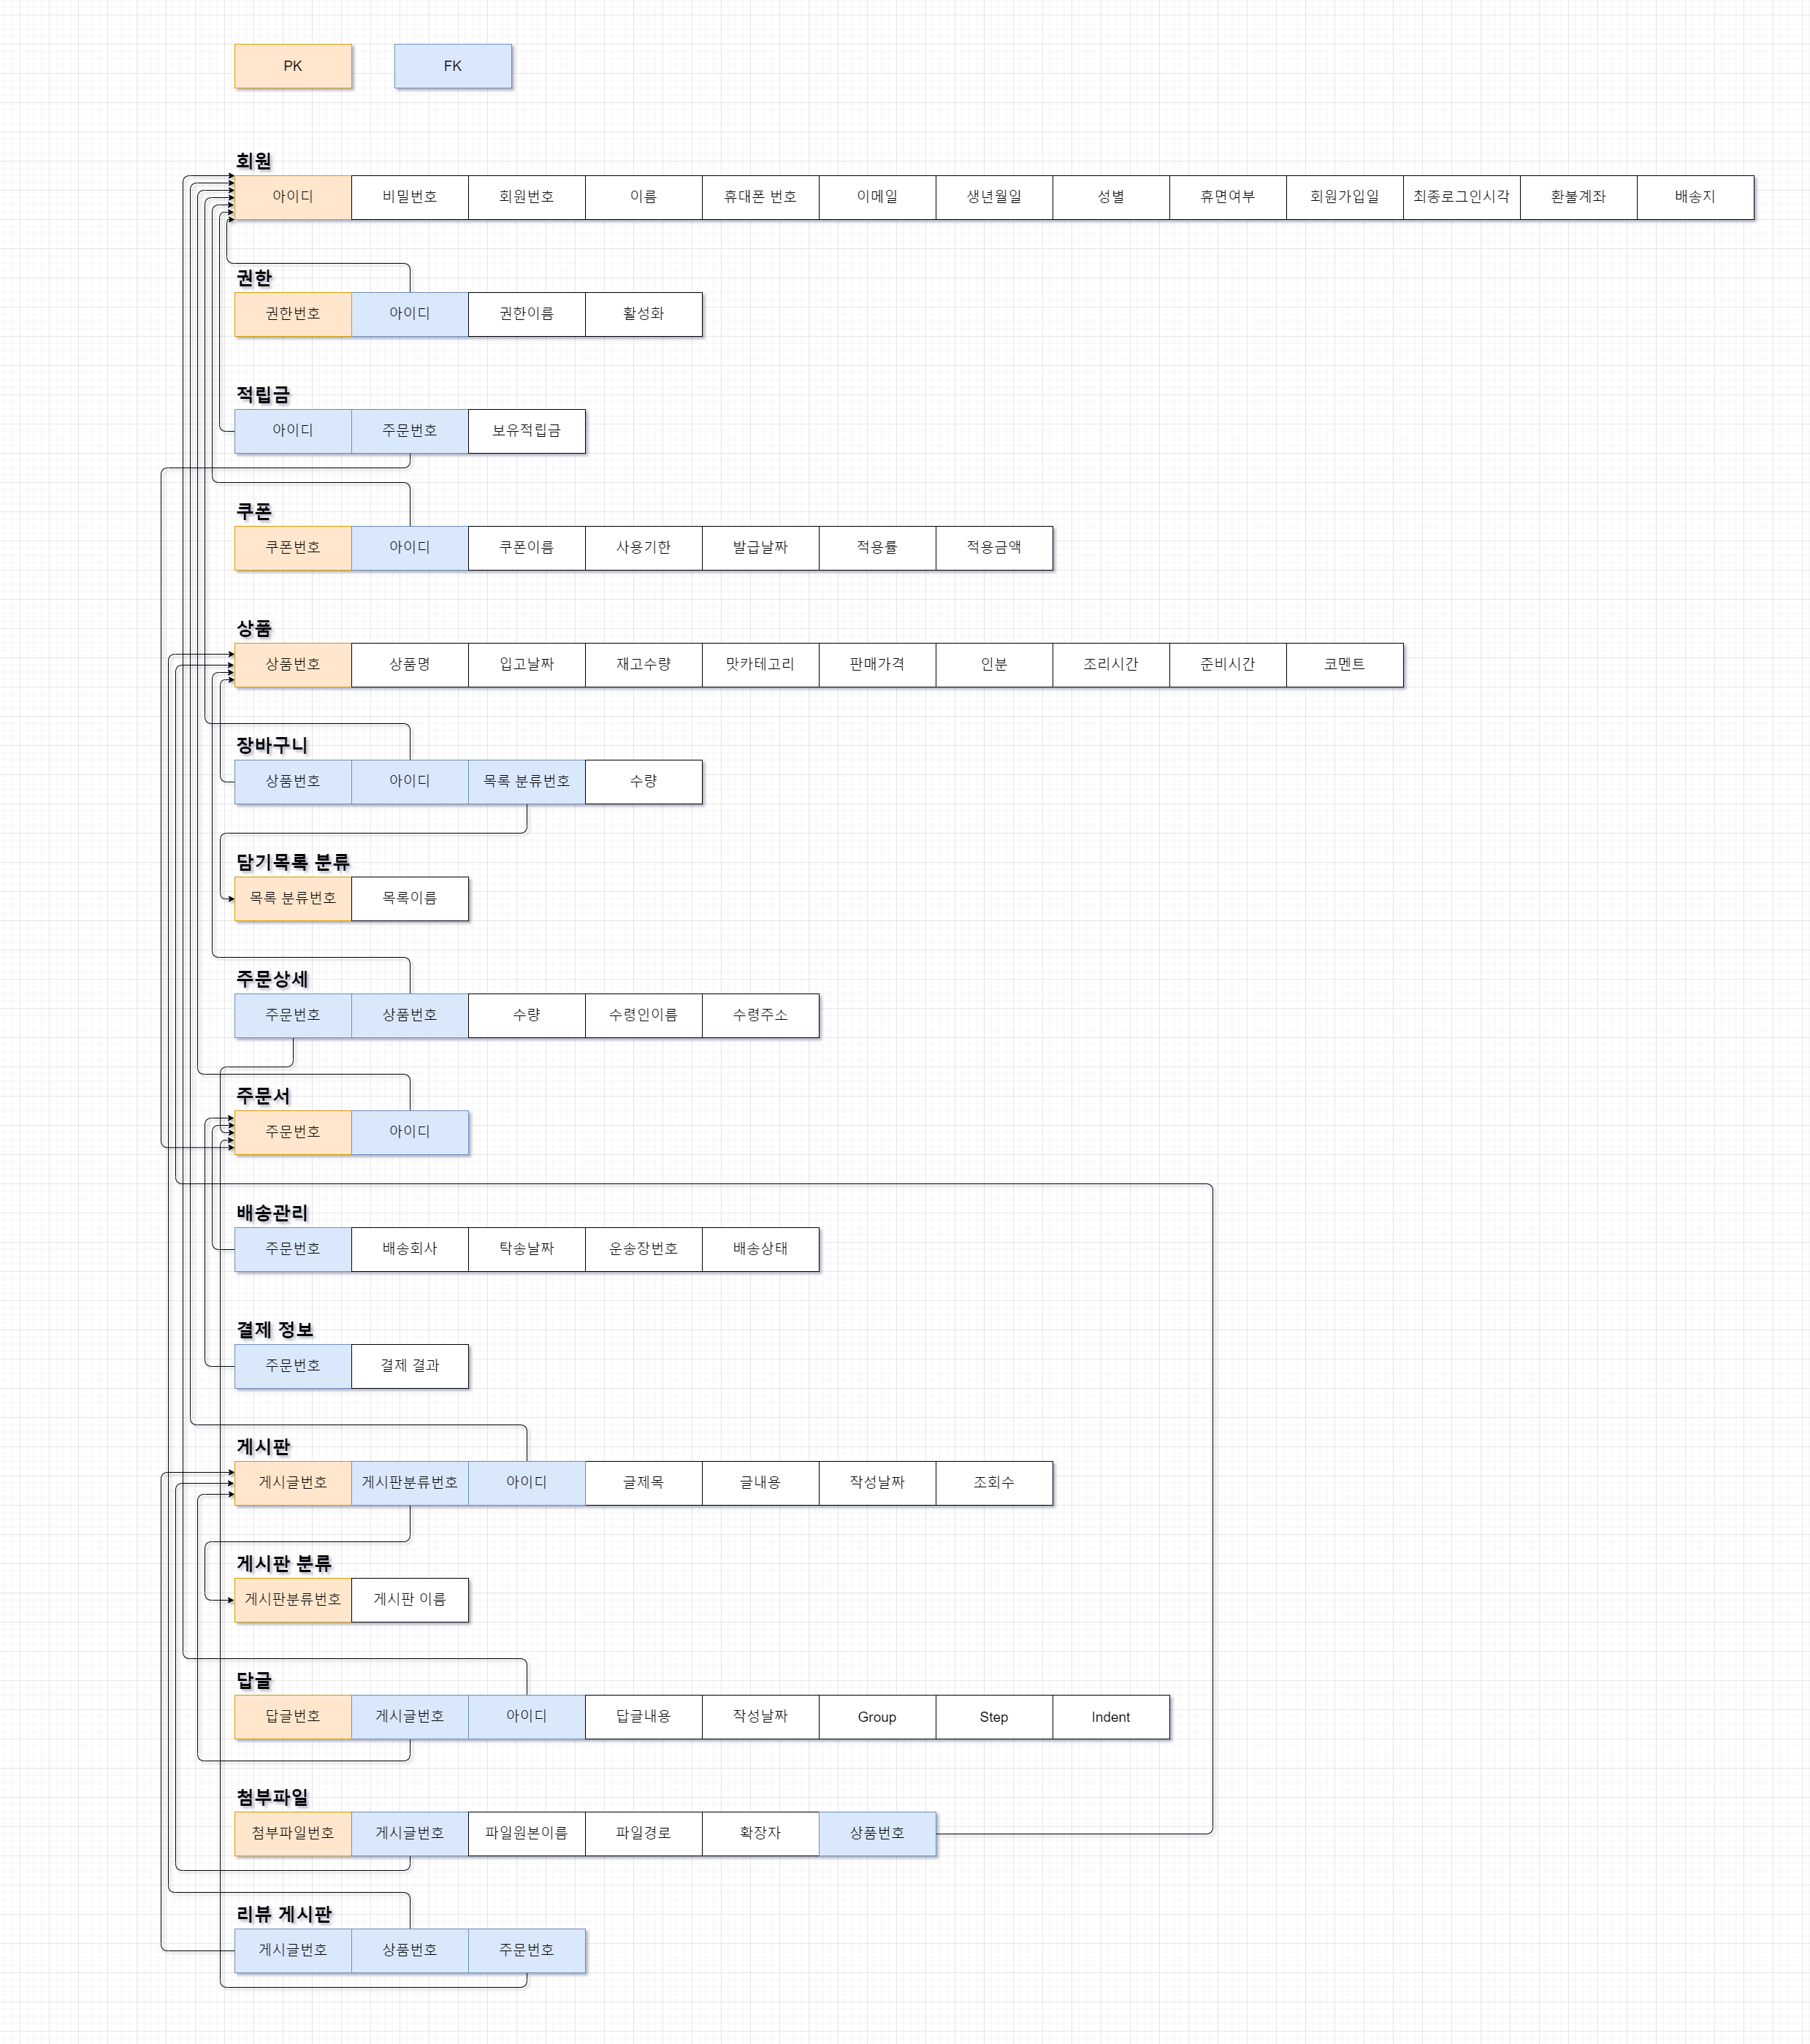 PK
FK
회원
아이디 비밀번호 회원번호 이름 휴대폰 번호 이메일 생년월일 성별 휴면여부 회원가입일 최종로그인시각 환불계좌 배송지
권한
권한번호 아이디 권한이름 활성화
적립금
아이디 주문번호 보유적립금
쿠폰
쿠폰번호 아이디 쿠폰이름 사용기한 발급날짜 적용률 적용금액
상품
상품번호 상품명 입고날짜 재고수량 맛카테고리 판매가격 인분 조리시간 준비시간 코멘트
장바구니
상품번호 아이디 목록 분류번호 수량
담기목록 분류
목록 분류번호 목록이름
주문상세
주문번호 상품번호 수량 수령인이름 수령주소
주문서
주문번호 아이디
배송관리
주문번호 배송회사 탁송날짜 운송장번호 배송상태
결제 정보
주문번호 결제 결과
게시판
게시글번호 게시판분류번호 아이디 글제목 글내용 작성날짜 조회수
게시판 분류
게시판분류번호 게시판 이름
답글
답글번호 게시글번호 아이디 답글내용 작성날짜 Group Step Indent
첨부파일
첨부파일번호 게시글번호 파일원본이름 파일경로 확장자 상품번호
리뷰 게시판
게시글번호 상품번호 주문번호